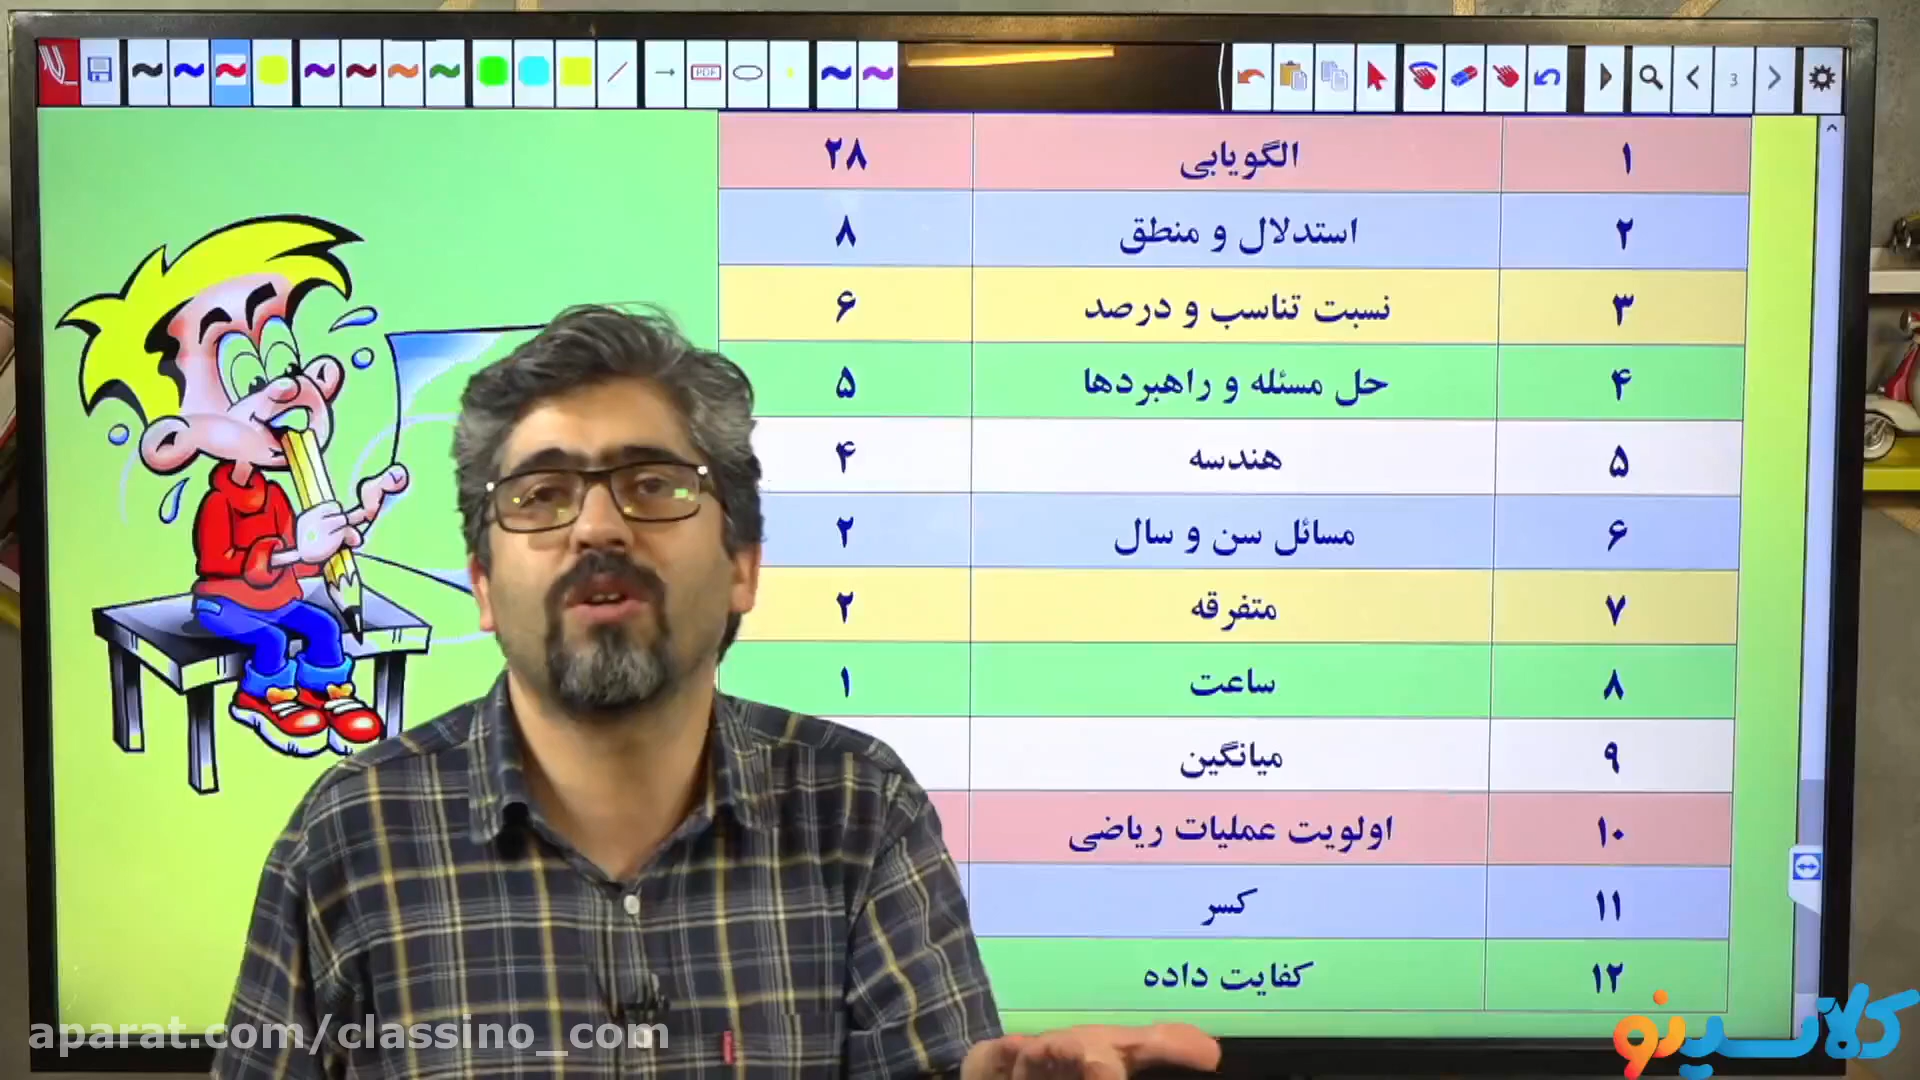 PDF
3
۱ الگویابی ۲۸
۲ استدلال و منطق ۸
۳ نسبت تناسب و درصد ۶
۴ حل مسئله و راهبردها ۵
۵ هندسه ۴
۶ مسائل سن و سال ۲
۷ متفرقه ۲
۸ ساعت ۱
۹ میانگین
۱۰ اولویت عملیات ریاضی
۱۱ کسر
۱۲ کفایت داده
aparat.com/classino_com
کلاسینو